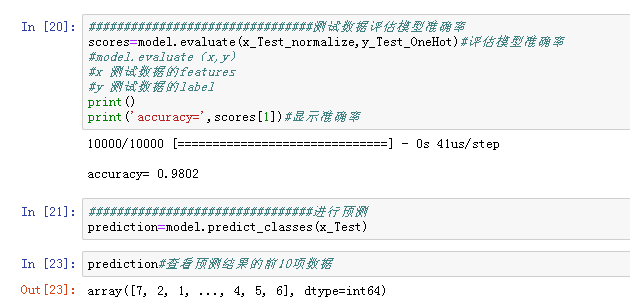 In [20]: ################################测试数据评估模型准确率
scores=model.evaluate(x_Test_normalize,y_Test_OneHot)#评估模型准确率
#model.evaluate (x,y)
#x 测试数据的features
#y 测试数据的label
print()
print('accuracy=',scores[1])#显示准确率
10000/10000 [==============================] - 0s 41us/step
accuracy= 0.9802
In [21]: ################################进行预测
prediction=model.predict_classes(x_Test)
In [23]: prediction#查看预测结果的前10项数据
Out[23]: array([7, 2, 1, ..., 4, 5, 6], dtype=int64)